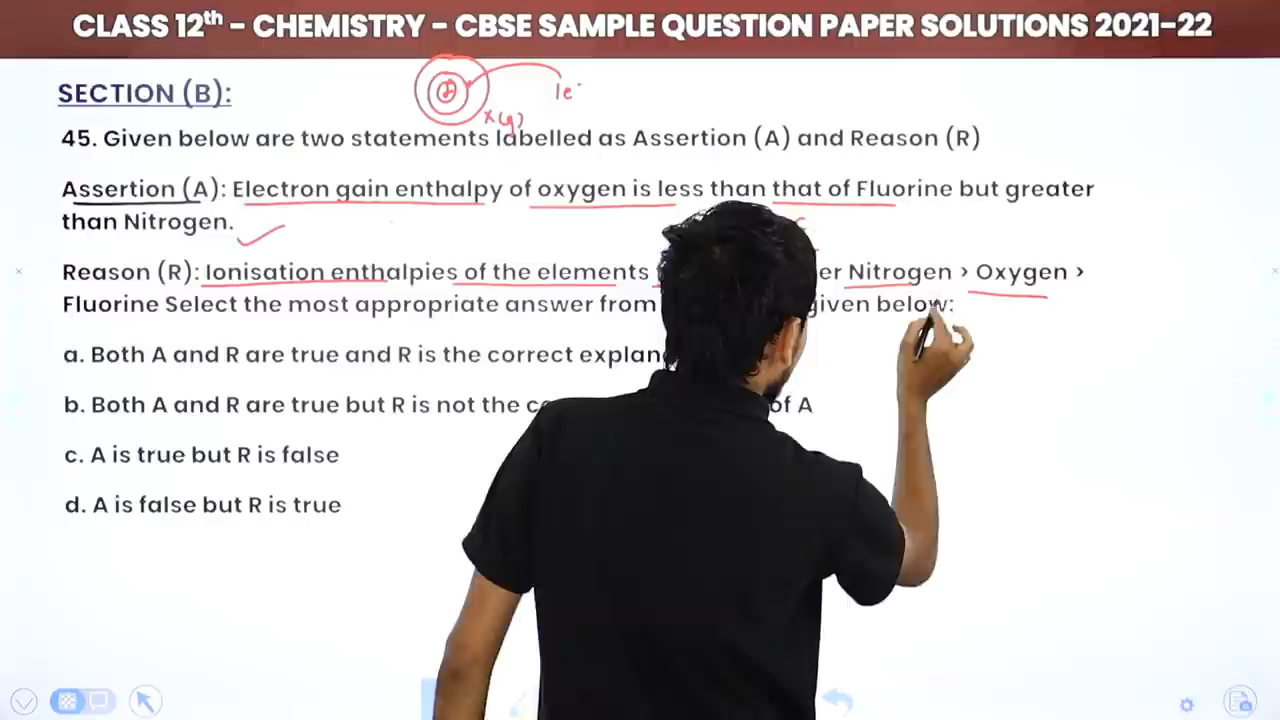 CLASS 12th - CHEMISTRY - CBSE SAMPLE QUESTION PAPER SOLUTIONS 2021-22
SECTION (B):
1e-
x(g)
45. Given below are two statements labelled as Assertion (A) and Reason (R)
Assertion (A): Electron gain enthalpy of oxygen is less than that of Fluorine but greater
than Nitrogen.
Reason (R): Ionisation enthalpies of the elements Nitrogen > Oxygen >
Fluorine Select the most appropriate answer from given below:
a. Both A and R are true and R is the correct
b. Both A and R are true but R is not the of A
c. A is true but R is false
d. A is false but R is true